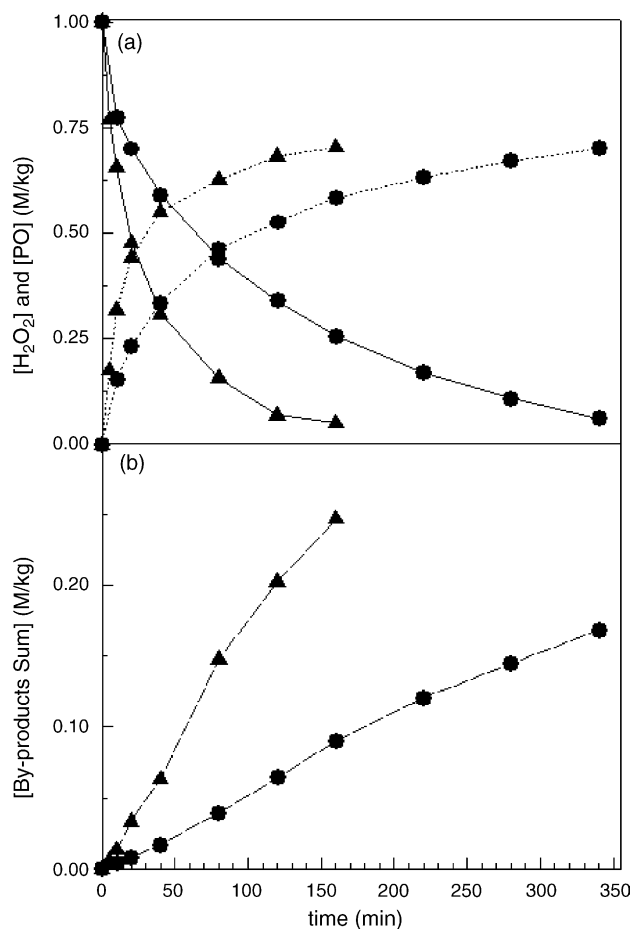 1.00
(a)
0.75
0.50
0.25
0.00
[H₂O₂] and [PO] (M/kg)
(b)
0.20
0.10
0.00
[By-products Sum] (M/kg)
0 50 100 150 200 250 300 350
time (min)